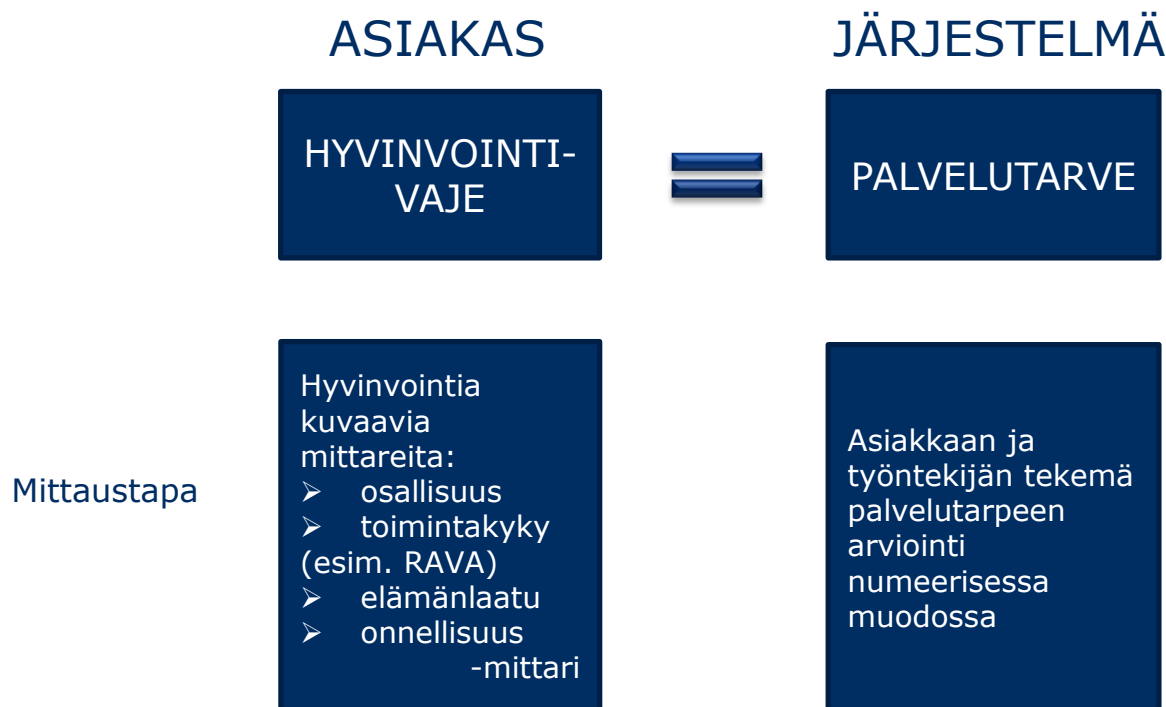 ASIAKAS
JÄRJESTELMÄ
HYVINVOINTI-
VAJE
PALVELUTARVE
Mittaustapa
Hyvinvointia
kuvaavia
mittareita:
➢ osallisuus
➢ toimintakyky
(esim. RAVA)
➢ elämänlaatu
➢ onnellisuus
-mittari
Asiakkaan ja
työntekijän tekemä
palvelutarpeen
arviointi
numeerisessa
muodossa